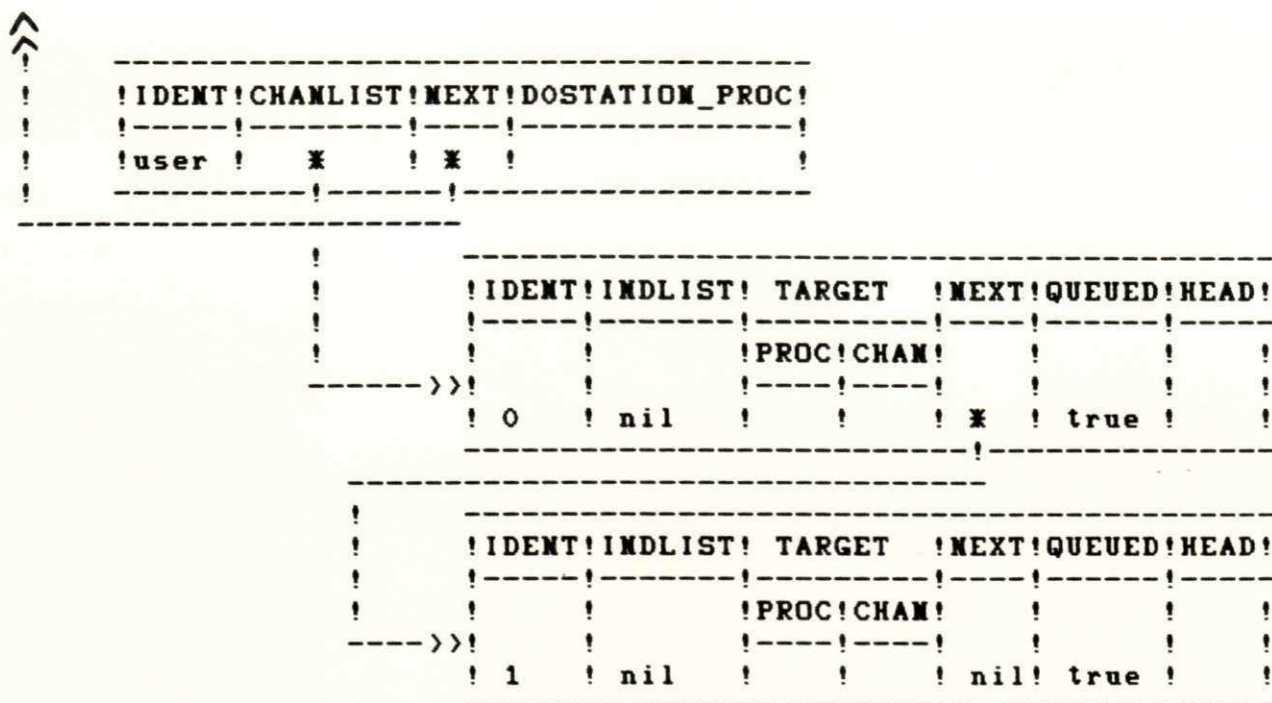 !IDENT!CHANLIST!NEXT!DOSTATION_PROC!
!user ! * ! * ! !
!IDENT!INDLIST! TARGET !NEXT!QUEUED!HEAD!
!PROC!CHAN!
! 0 ! nil ! ! ! * ! true ! !
!IDENT!INDLIST! TARGET !NEXT!QUEUED!HEAD!
!PROC!CHAN!
! 1 ! nil ! ! ! nil! true ! !